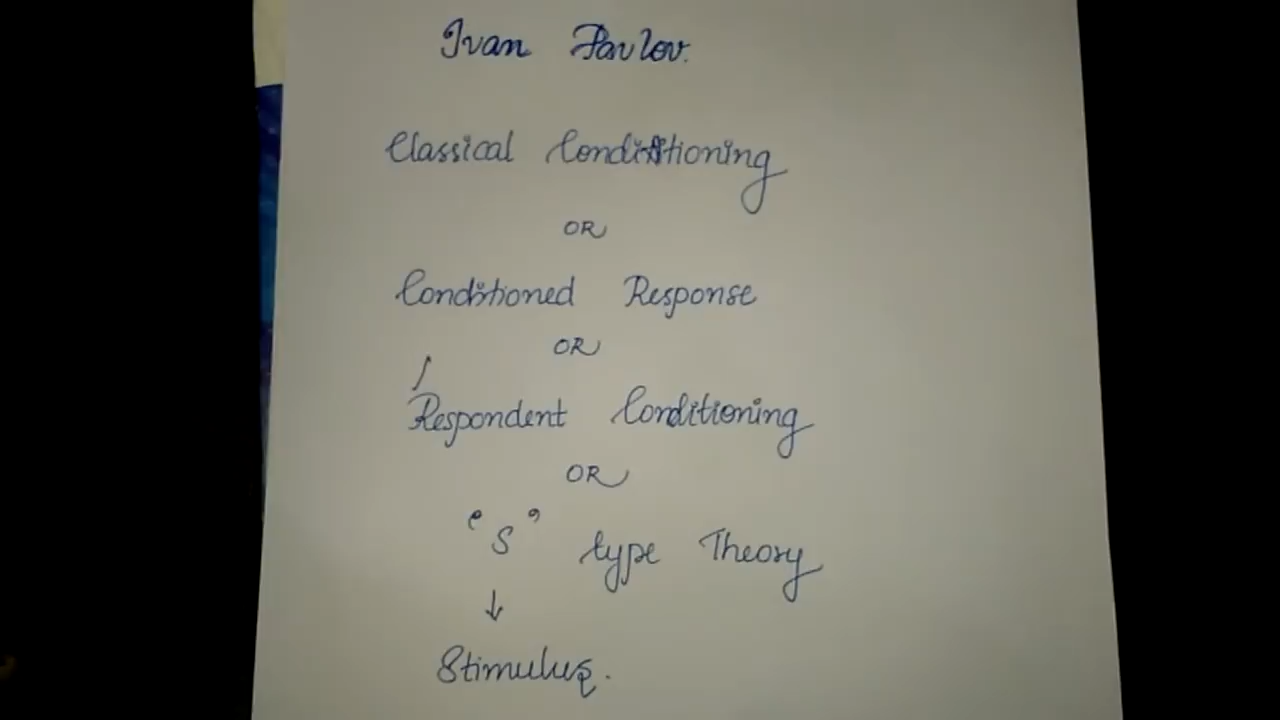 Ivan Pavlov.
Classical Conditioning
OR
Conditioned Response
OR
Respondent Conditioning
OR
'S' type Theory
↓
Stimulus.